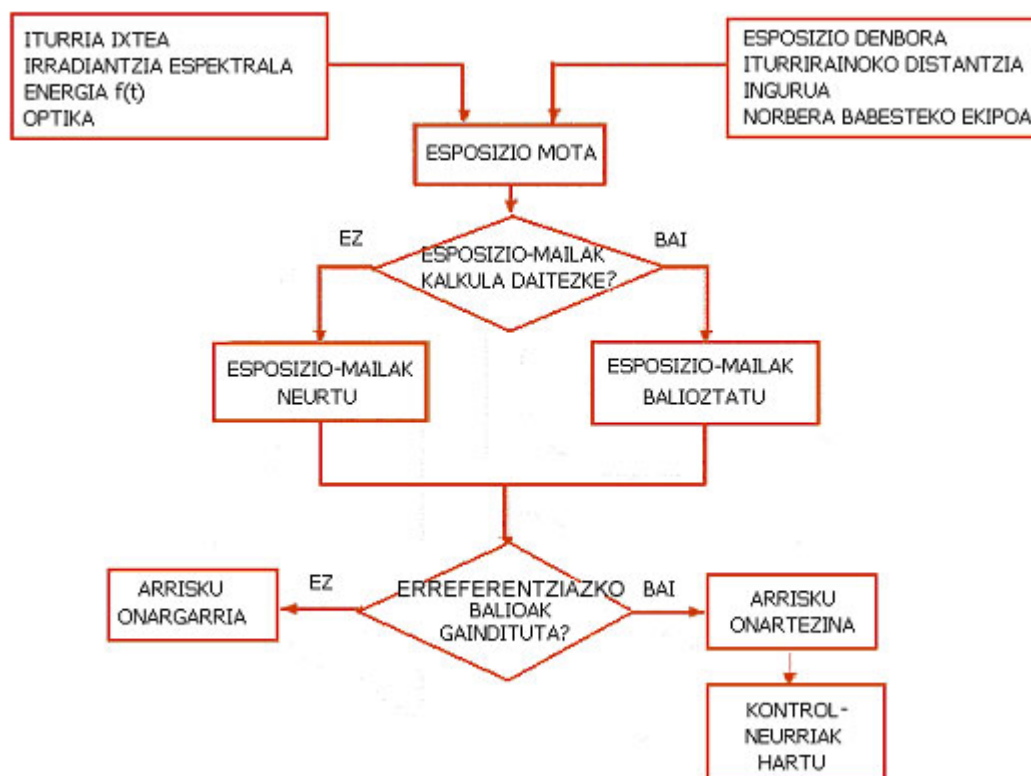 ITURRIA IXTEA
IRRADIANTZIA ESPEKTRALA
ENERGIA f(t)
OPTIKA
ESPOSIZIO DENBORA
ITURRIRAINOKO DISTANTZIA
INGURUA
NORBERA BABESTEKO EKIPOA
ESPOSIZIO MOTA
EZ
ESPOSIZIO-MAILAK
KALKULA DAITEZKE?
BAI
ESPOSIZIO-MAILAK
NEURTU
ESPOSIZIO-MAILAK
BALIOZTATU
ARRISKU
ONARGARRIA
EZ
ERREFERENTZIAZKO
BALIOAK
GAINDITUTA?
BAI
ARRISKU
ONARTEZINA
KONTROL-
NEURRIAK
HARTU